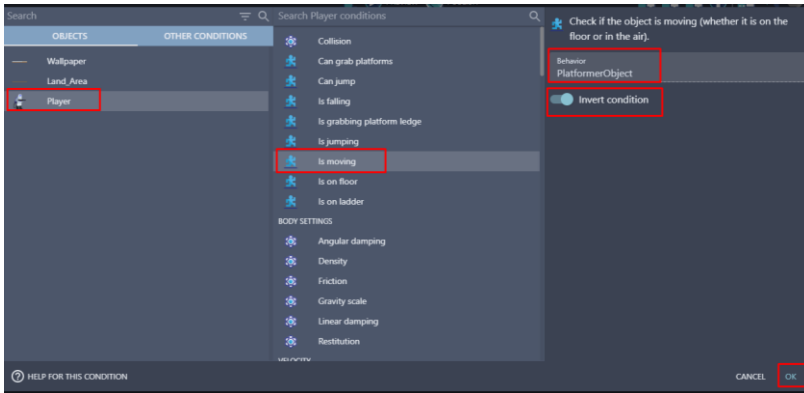 Search
OBJECTS
OTHER CONDITIONS
Wallpaper
Land_Area
Player
Search Player conditions
Collision
Can grab platforms
Can jump
Is falling
Is grabbing platform ledge
Is jumping
Is moving
Is on floor
Is on ladder
BODY SETTINGS
Angular damping
Density
Friction
Gravity scale
Linear damping
Restitution
VELOCITY
Check if the object is moving (whether it is on the
floor or in the air).
Behavior
PlatformerObject
Invert condition
HELP FOR THIS CONDITION
CANCEL
OK